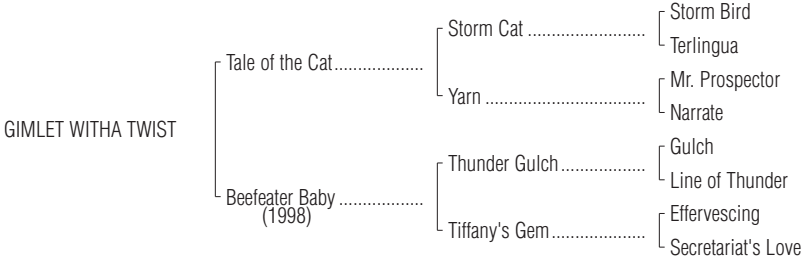 Storm Bird
Storm Cat ........................
Terlingua
Tale of the Cat...................
Mr. Prospector
Yarn .................................
Narrate
GIMLET WITHA TWIST
Gulch
Thunder Gulch.................
Line of Thunder
Beefeater Baby ..................
(1998)
Effervescing
Tiffany's Gem...................
Secretariat's Love